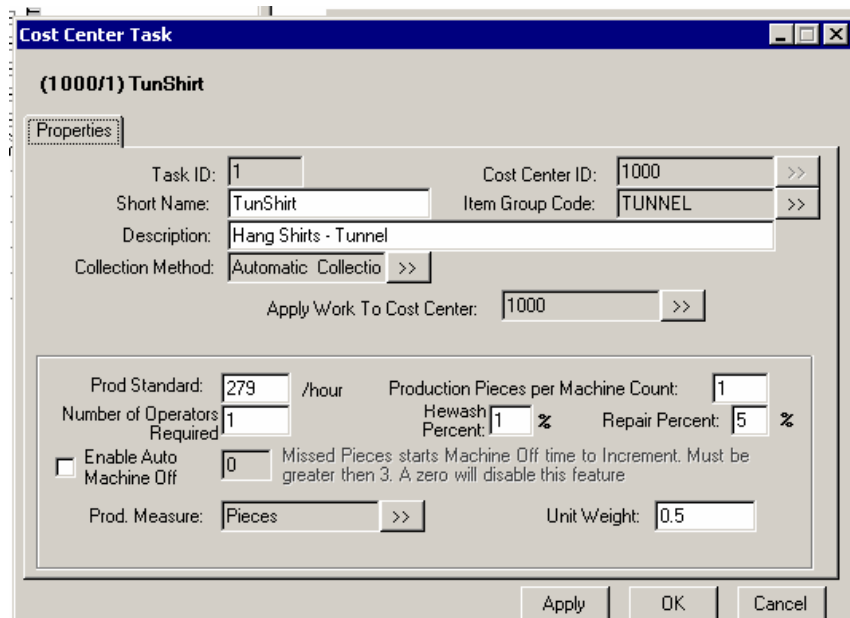 Cost Center Task
(1000/1) TunShirt
Properties
Task ID: 1 Cost Center ID: 1000 >>
Short Name: TunShirt Item Group Code: TUNNEL >>
Description: Hang Shirts - Tunnel
Collection Method: Automatic Collectio >>
Apply Work To Cost Center: 1000 >>
Prod Standard: 279 /hour Production Pieces per Machine Count: 1
Number of Operators Required 1 Rewash Percent: 1 % Repair Percent: 5 %
Enable Auto Machine Off 0 Missed Pieces starts Machine Off time to Increment. Must be
greater then 3. A zero will disable this feature
Prod. Measure: Pieces >> Unit Weight: 0.5
Apply OK Cancel